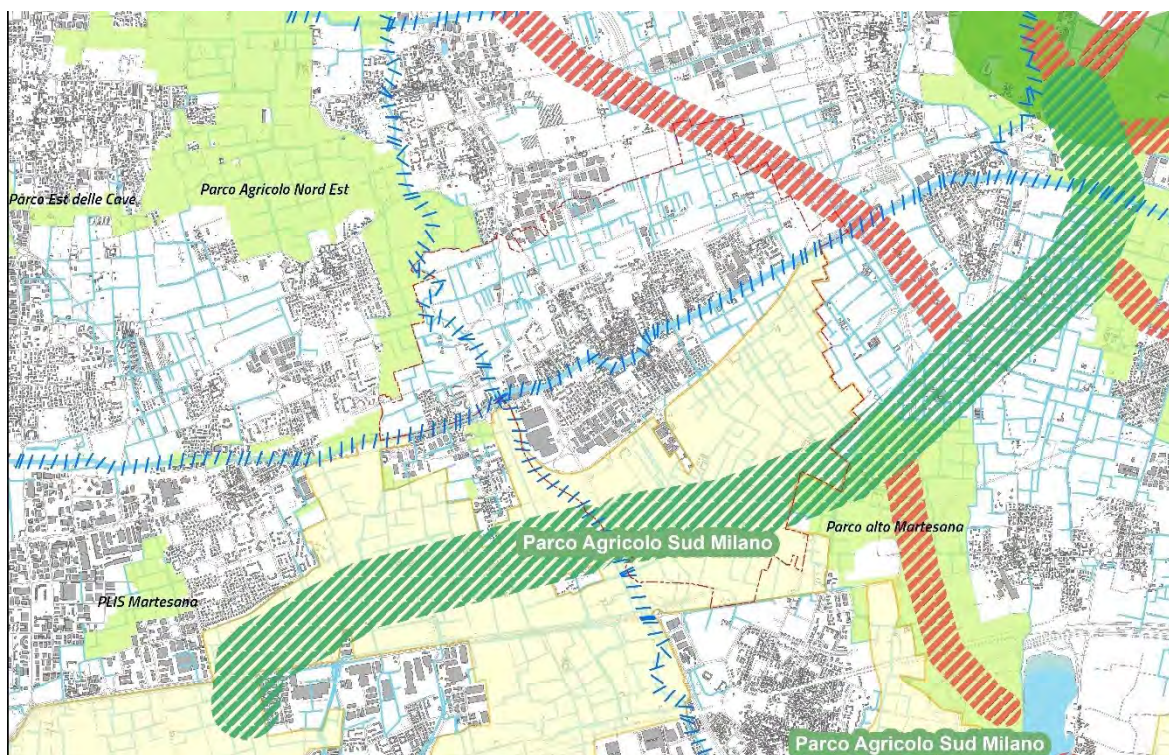 Parco Agricolo Nord Est
Parco Est delle Cave
Parco Agricolo Sud Milano
Parco alto Martesana
PLIS Martesana
Parco Agricolo Sud Milano